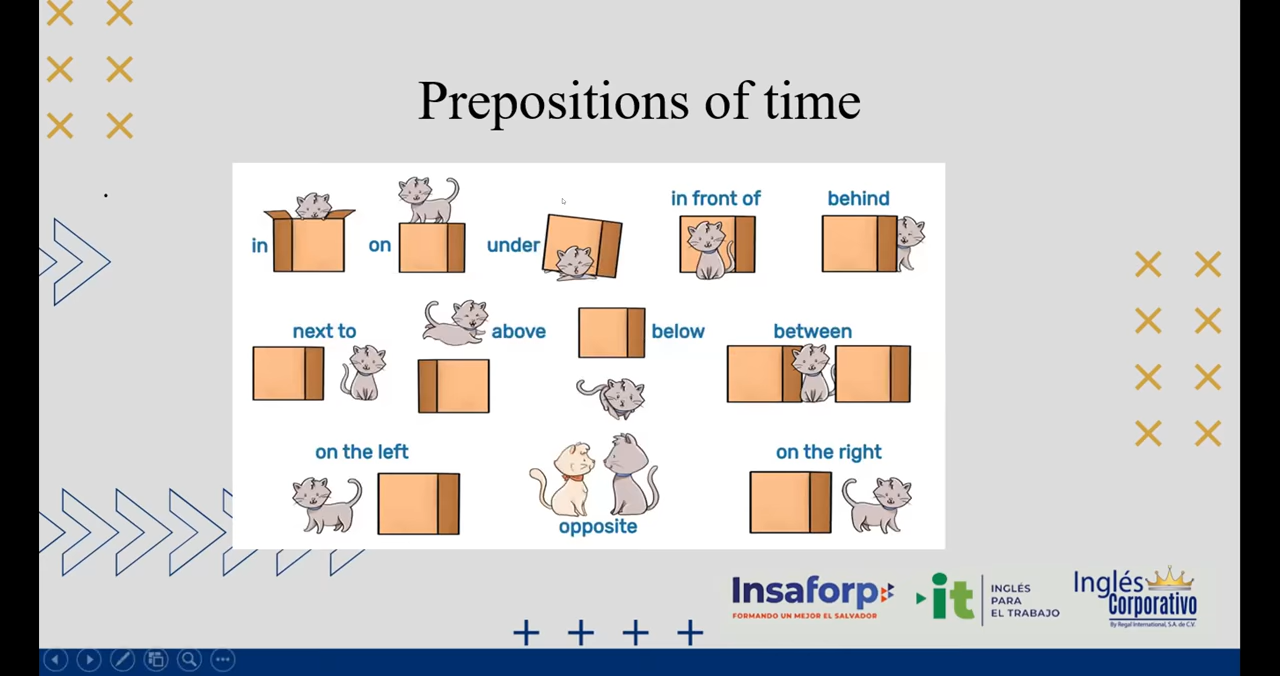 Prepositions of time
in
on
under
in front of
behind
next to
above
below
between
on the left
opposite
on the right
Insaforp
FORMANDO UN MEJOR EL SALVADOR
it
INGLÉS
PARA
EL TRABAJO
Inglés
Corporativo
By Regal International, S.A. de C.V.